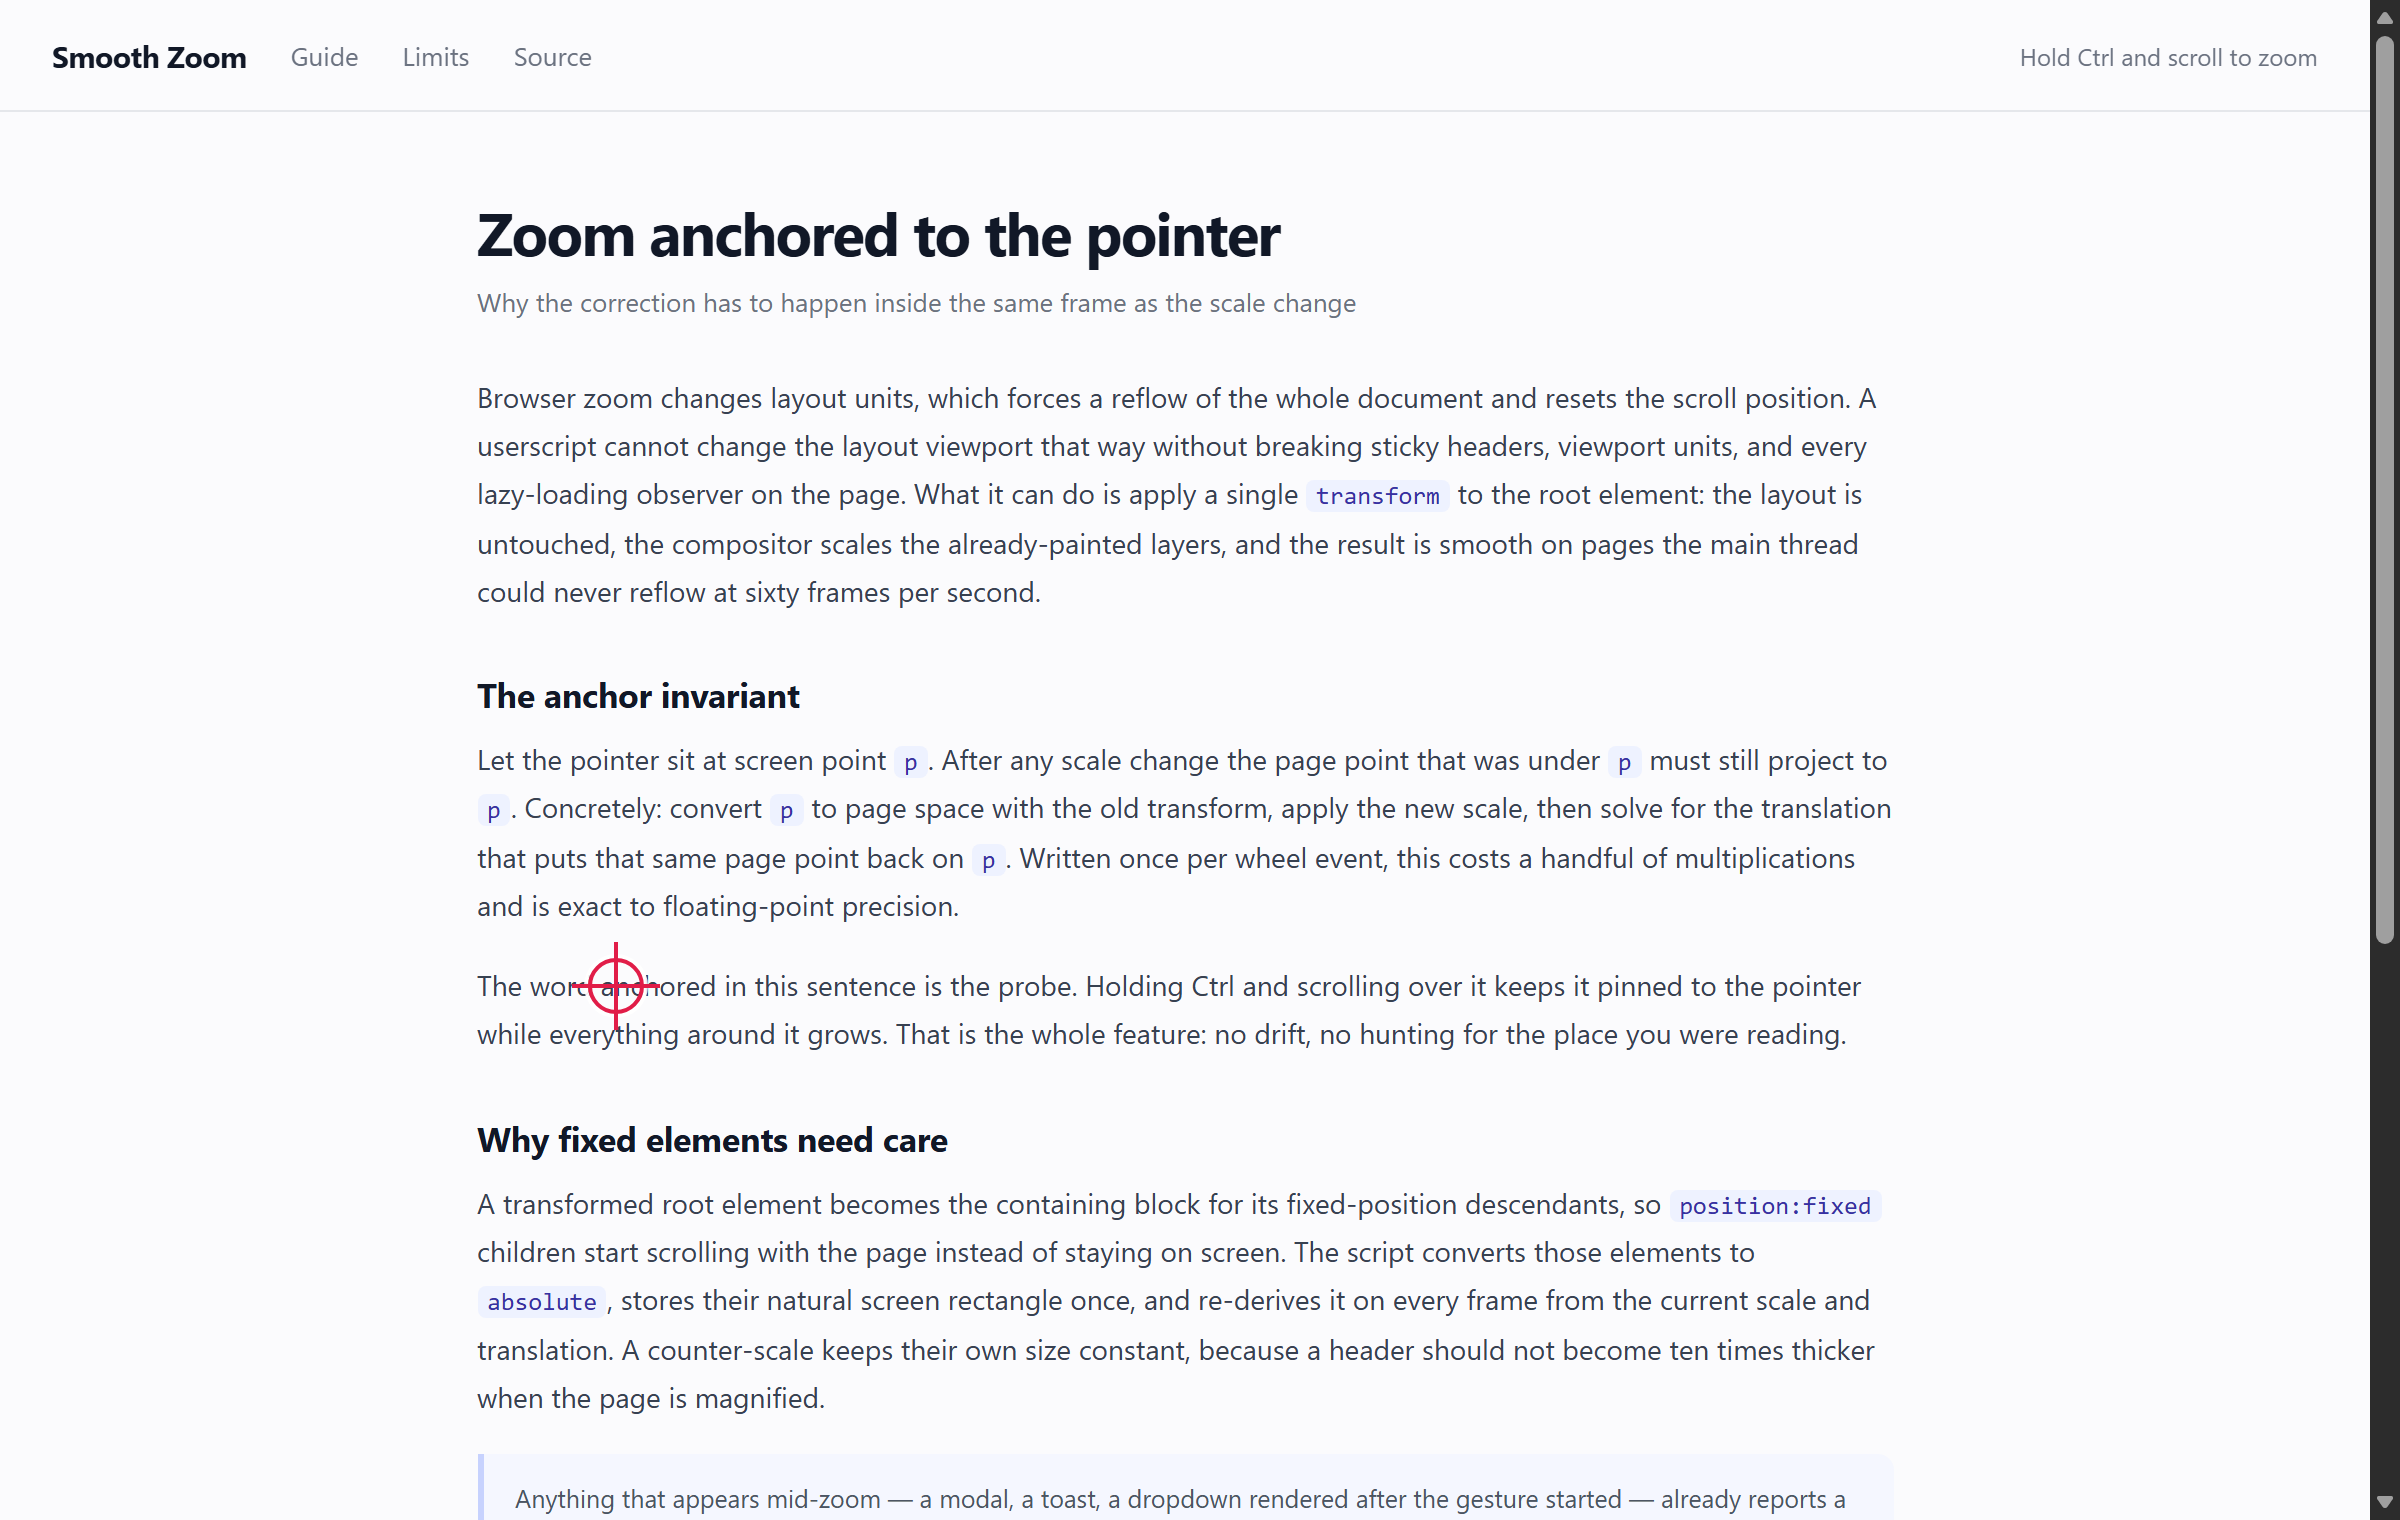 Smooth Zoom Guide Limits Source Hold Ctrl and scroll to zoom
Zoom anchored to the pointer
Why the correction has to happen inside the same frame as the scale change
Browser zoom changes layout units, which forces a reflow of the whole document and resets the scroll position. A
userscript cannot change the layout viewport that way without breaking sticky headers, viewport units, and every
lazy-loading observer on the page. What it can do is apply a single transform to the root element: the layout is
untouched, the compositor scales the already-painted layers, and the result is smooth on pages the main thread
could never reflow at sixty frames per second.
The anchor invariant
Let the pointer sit at screen point p. After any scale change the page point that was under p must still project to
p. Concretely: convert p to page space with the old transform, apply the new scale, then solve for the translation
that puts that same page point back on p. Written once per wheel event, this costs a handful of multiplications
and is exact to floating-point precision.
The word anchored in this sentence is the probe. Holding Ctrl and scrolling over it keeps it pinned to the pointer
while everything around it grows. That is the whole feature: no drift, no hunting for the place you were reading.
Why fixed elements need care
A transformed root element becomes the containing block for its fixed-position descendants, so position:fixed
children start scrolling with the page instead of staying on screen. The script converts those elements to
absolute, stores their natural screen rectangle once, and re-derives it on every frame from the current scale and
translation. A counter-scale keeps their own size constant, because a header should not become ten times thicker
when the page is magnified.
Anything that appears mid-zoom — a modal, a toast, a dropdown rendered after the gesture started — already reports a